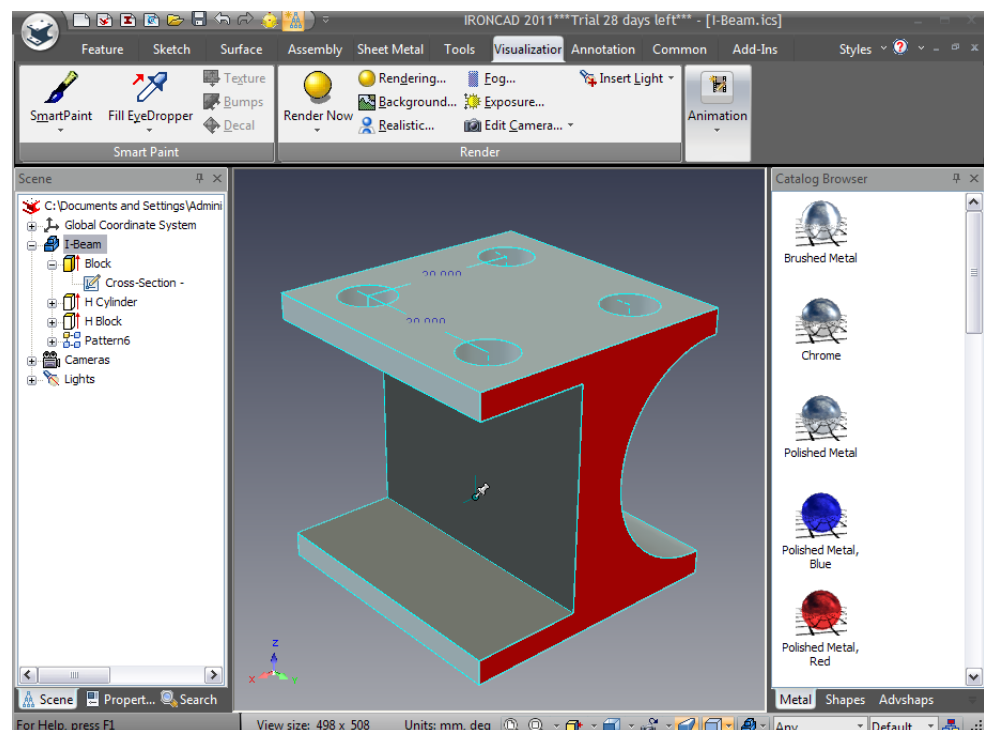 IRONCAD 2011***Trial 28 days left*** - [I-Beam.ics]
Feature Sketch Surface Assembly Sheet Metal Tools Visualization Annotation Common Add-Ins Styles
SmartPaint
Fill EyeDropper
Texture
Bumps
Decal
Smart Paint
Render Now
Rendering...
Background...
Realistic...
Fog...
Exposure...
Edit Camera...
Insert Light
Render
Animation
Scene
C:\Documents and Settings\Admini
Global Coordinate System
I-Beam
Block
Cross-Section -
H Cylinder
H Block
Pattern6
Cameras
Lights
Scene Propert... Search
Z
X
Catalog Browser
Brushed Metal
Chrome
Polished Metal
Polished Metal,
Blue
Polished Metal,
Red
Metal Shapes Advshaps
For Help, press F1 View size: 498 x 508 Units: mm, deg Any Default